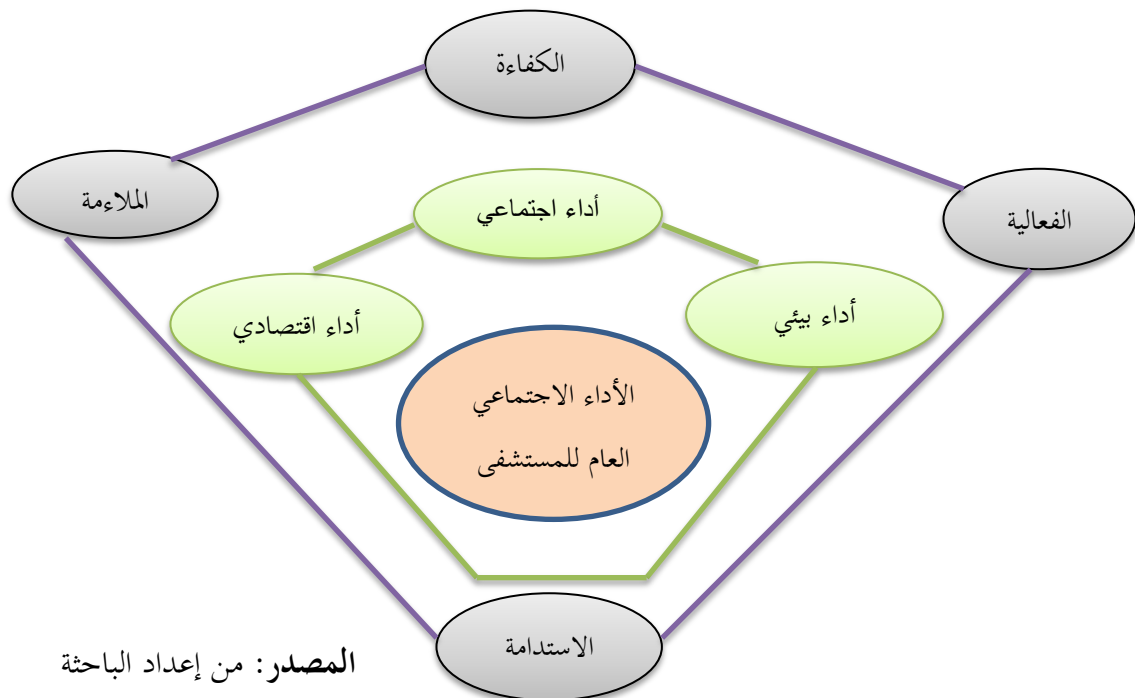 الكفاءة
الملاءمة
الفعالية
أداء اجتماعي
أداء بيئي
أداء اقتصادي
الأداء الاجتماعي
العام للمستشفى
الاستدامة
المصدر: من إعداد الباحثة